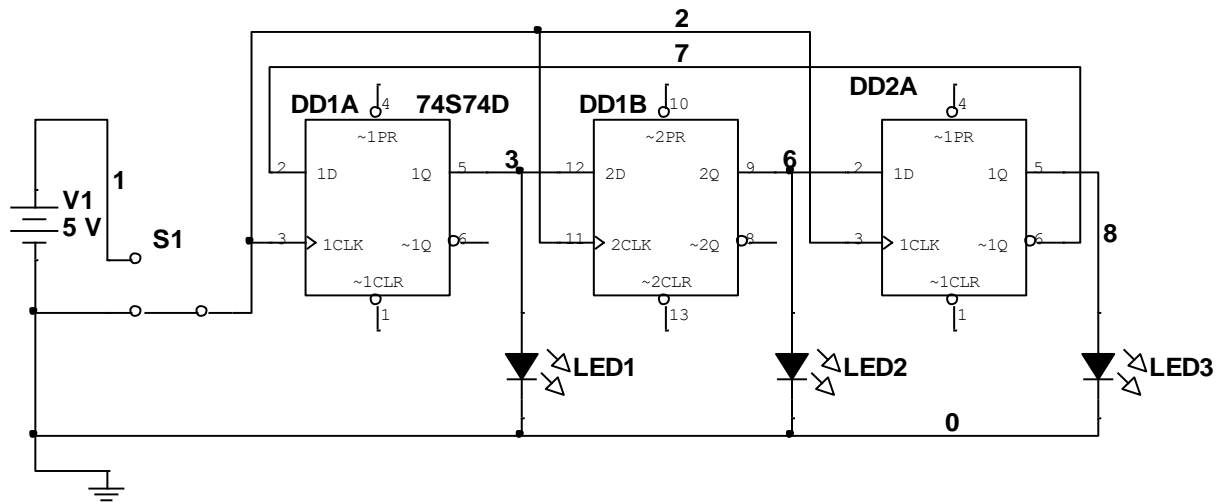 2
7
DD1A 4 74S74D DD1B 10 DD2A 4
~1PR ~2PR ~1PR
1
3 6
2 1D 1Q 5 12 2D 2Q 9 2 1D 1Q 5
V1
5 V
S1
8
3 1CLK ~1Q 6 11 2CLK ~2Q 8 3 1CLK ~1Q 6
~1CLR ~2CLR ~1CLR
1 13 1
LED1 LED2 LED3
0